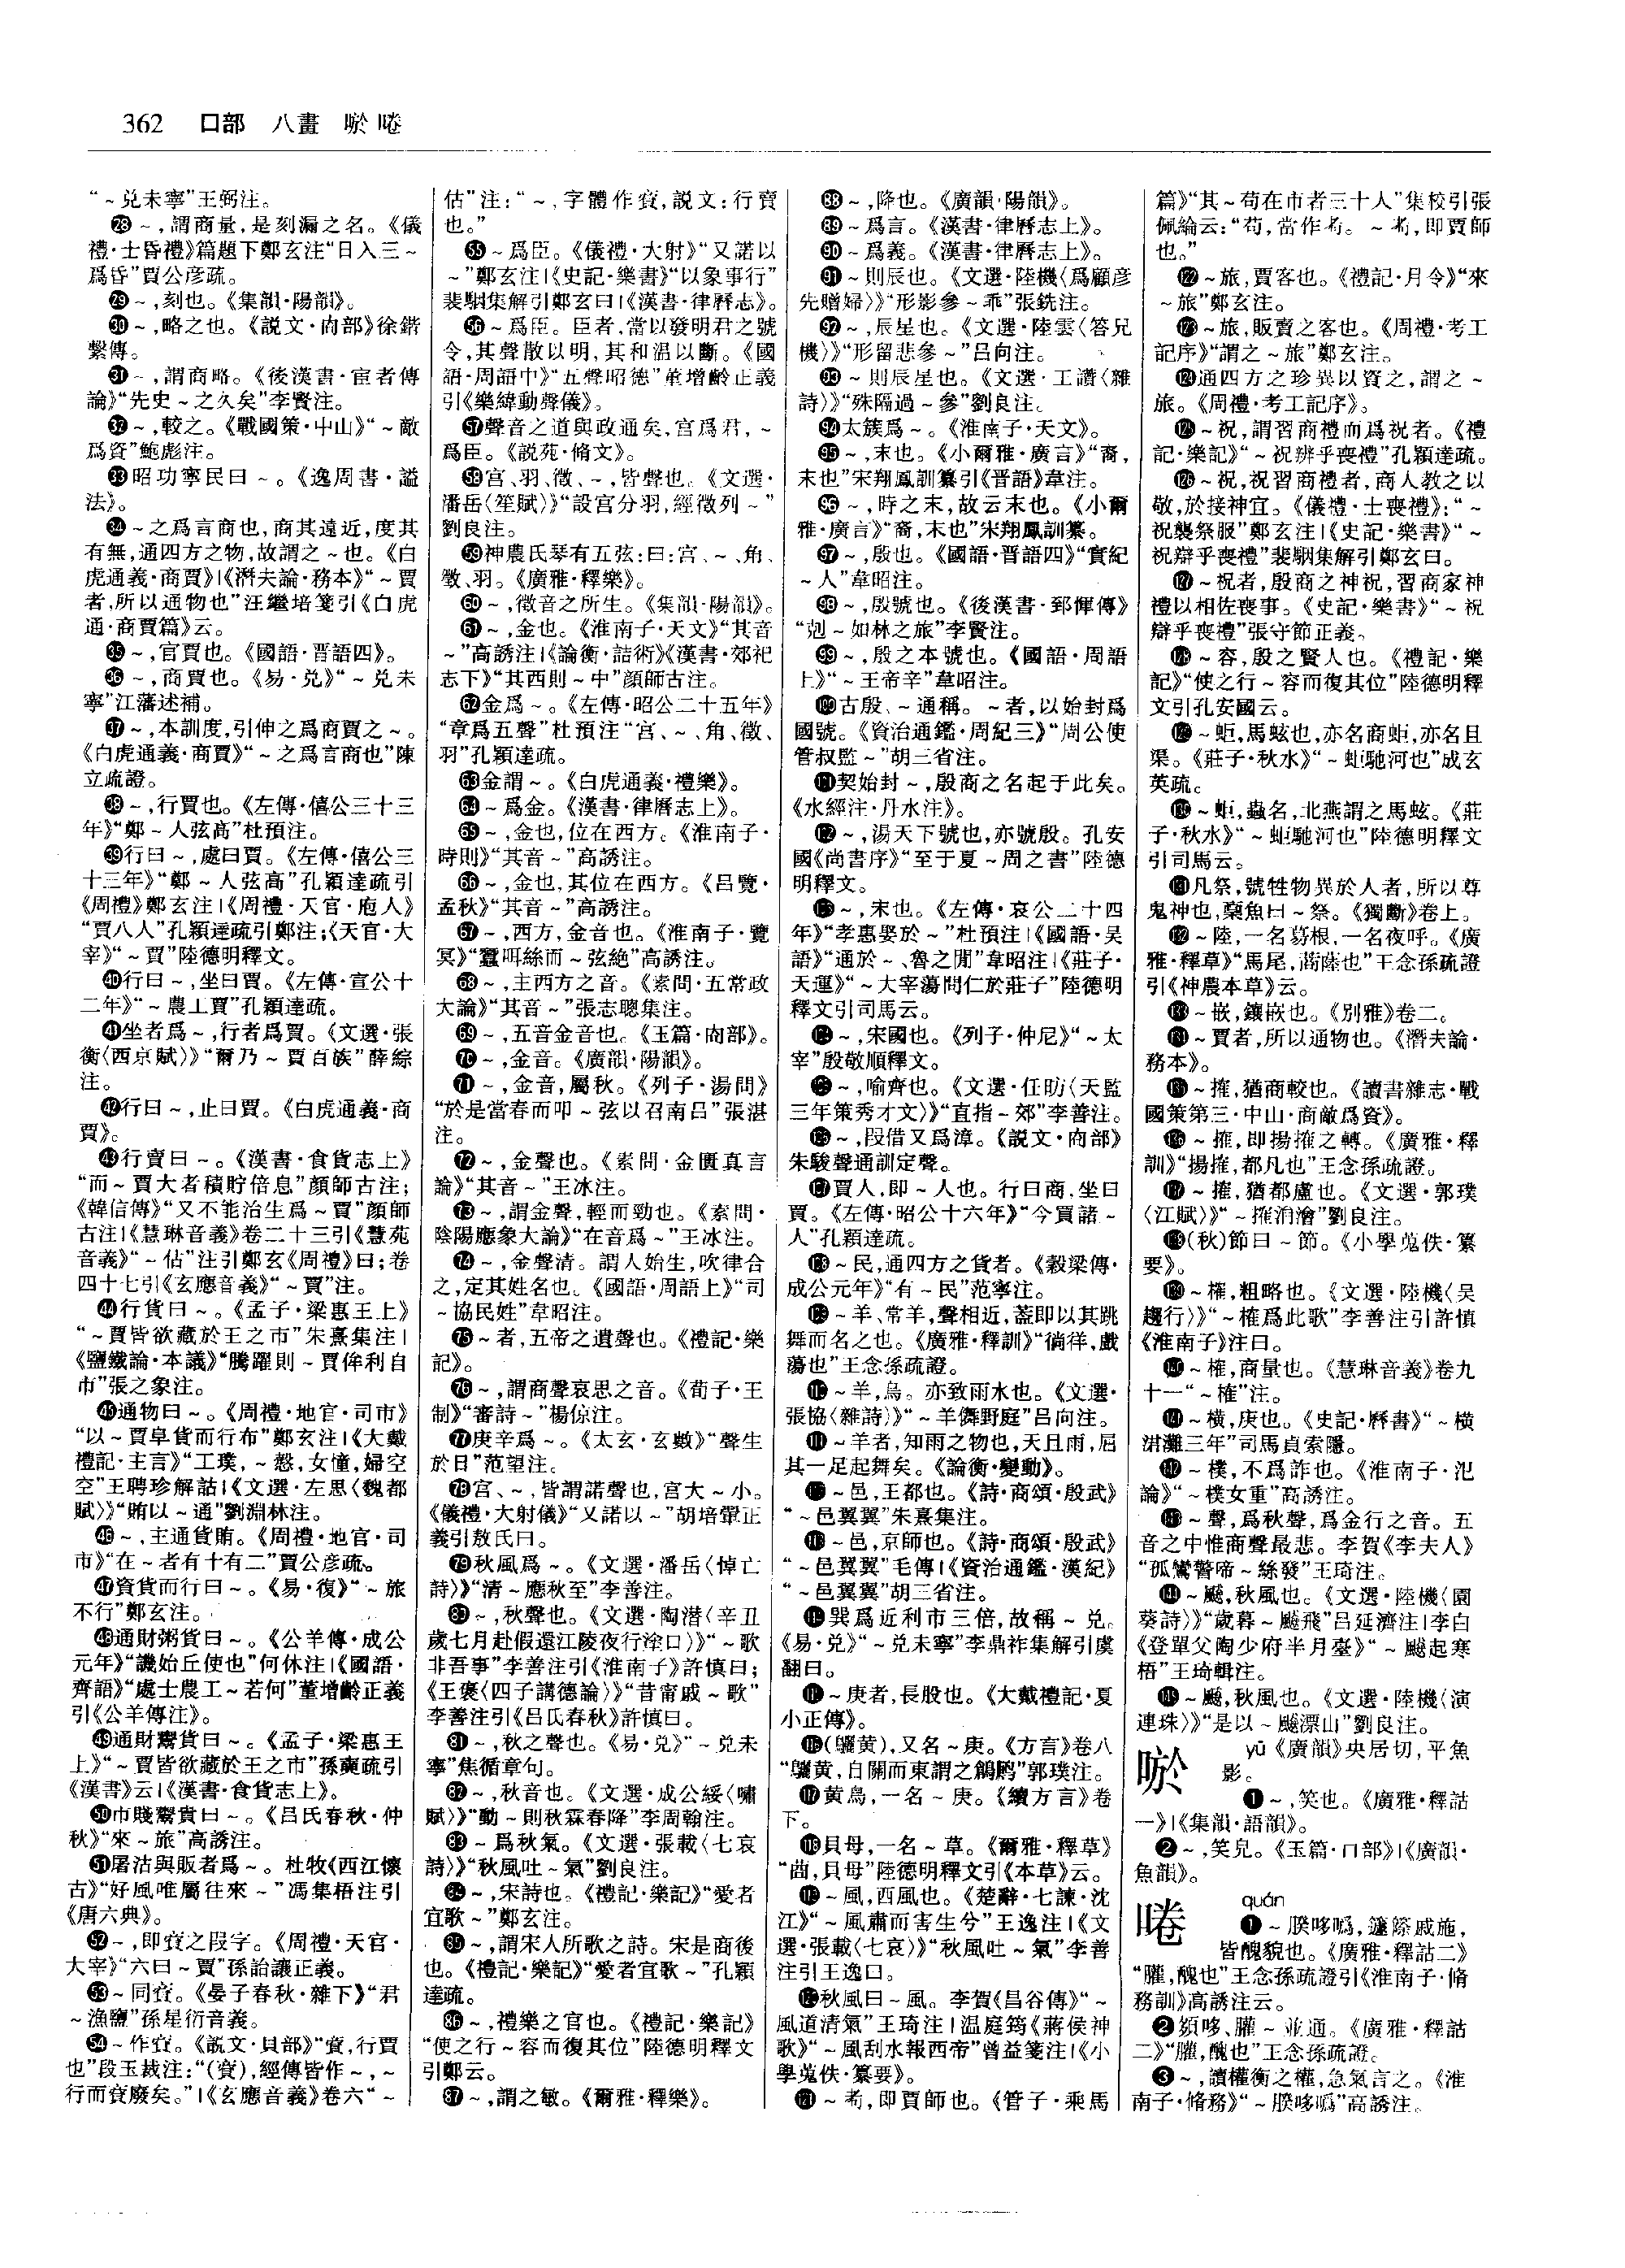 362 口部 八畫 唹 啳
“～兑未寧”王弼注。
㉘～，謂商量，是刻漏之名。《儀
禮·士昏禮》篇題下鄭玄注“日入三～
爲昏”賈公彦疏。
㉙～，刻也。《集韻·陽韻》。
㉚～，略之也。《説文·㕯部》徐鍇
繫傳。
㉛～，謂商略。《後漢書·宦者傳
論》“先史～之久矣”李賢注。
㉜～，較之。《戰國策·中山》“～敵
爲資”鮑彪注。
㉝昭功寧民曰～。《逸周書·謚
法》。
㉞～之爲言商也，商其遠近，度其
有無，通四方之物，故謂之～也。《白
虎通義·商賈》|《潛夫論·務本》“～賈
者，所以通物也”汪繼培箋引《白虎
通·商賈篇》云。
㉟～，官賈也。《國語·晋語四》。
㊱～，商賈也。《易·兑》“～兑未
寧”江藩述補。
㊲～，本訓度，引伸之爲商賈之～。
《白虎通義·商賈》“～之爲言商也”陳
立疏證。
㊳～，行賈也。《左傳·僖公三十三
年》“鄭～人弦高”杜預注。
㊴行曰～，處曰賈。《左傳·僖公三
十三年》“鄭～人弦高”孔穎達疏引
《周禮》鄭玄注|《周禮·天官·庖人》
“賈八人”孔穎達疏引鄭注；《天官·大
宰》“～賈”陸德明釋文。
㊵行曰～，坐曰賈。《左傳·宣公十
二年》“～農工賈”孔穎達疏。
㊶坐者爲～，行者爲賈。《文選·張
衡〈西京賦〉》“爾乃～賈百族”薛綜
注。
㊷行曰～，止曰賈。《白虎通義·商
賈》。
㊸行賣曰～。《漢書·食貨志上》
“而～賈大者積貯倍息”顔師古注；
《韓信傳》“又不能治生爲～賈”顔師
古注|《慧琳音義》卷二十三引《慧苑
音義》“～估”注引鄭玄《周禮》曰；卷
四十七引《玄應音義》“～賈”注。
㊹行貨曰～。《孟子·梁惠王上》
“～賈皆欲藏於王之市”朱熹集注|
《鹽鐵論·本議》“騰躍則～賈侔利自
市”張之象注。
㊺通物曰～。《周禮·地官·司市》
“以～賈阜貨而行布”鄭玄注|《大戴
禮記·主言》“工璞，～慤，女憧，婦空
空”王聘珍解詁|《文選·左思〈魏都
賦〉》“賄以～通”劉淵林注。
㊻～，主通貨賄。《周禮·地官·司
市》“在～者有十有二”賈公彦疏。
㊼資貨而行曰～。《易·復》“～旅
不行”鄭玄注。
㊽通財粥貨曰～。《公羊傳·成公
元年》“譏始丘使也”何休注|《國語·
齊語》“處士農工～若何”董增齡正義
引《公羊傳注》。
㊾通財鬻貨曰～。《孟子·梁惠王
上》“～賈皆欲藏於王之市”孫奭疏引
《漢書》云|《漢書·食貨志上》。
㊿巿賤鬻貴曰～。《吕氏春秋·仲
秋》“來～旅”高誘注。
51屠沽與販者爲～。杜牧《西江懷
古》“好風唯屬往來～”馮集梧注引
《唐六典》。
52～，即賨之叚字。《周禮·天官·
大宰》“六曰～賈”孫詒讓正義。
53～同賨。《晏子春秋·雜下》“君
～漁鹽”孫星衍音義。
54～作賨。《説文·貝部》“賨，行賈
也”段玉裁注：“（賨），經傳皆作～，～
行而賨廢矣。”|《玄應音義》卷六“～
估”注：“～，字體作賨，説文：行賣
也。”
55～爲臣。《儀禮·大射》“又諾以
～”鄭玄注|《史記·樂書》“以象事行”
裴駰集解引鄭玄曰|《漢書·律曆志》。
56～爲臣。臣者，當以發明君之號
令，其聲散以明，其和温以斷。《國
語·周語中》“五聲昭德”董增齡正義
引《樂緯動聲儀》。
57聲音之道與政通矣，宫爲君，～
爲臣。《説苑·脩文》。
58宫、羽、徵、～，皆聲也。《文選·
潘岳〈笙賦〉》“設宫分羽，經徵列～”
劉良注。
59神農氏琴有五弦：曰：宫、～、角、
徵、羽。《廣雅·釋樂》。
60～，徵音之所生。《集韻·陽韻》。
61～，金也。《淮南子·天文》“其音
～”高誘注|《論衡·詰術》《漢書·郊祀
志下》“其西則～中”顔師古注。
62金爲～。《左傳·昭公二十五年》
“章爲五聲”杜預注“宫、～、角、徵、
羽”孔穎達疏。
63金謂～。《白虎通義·禮樂》。
64～爲金。《漢書·律曆志上》。
65～，金也，位在西方。《淮南子·
時則》“其音～”高誘注。
66～，金也，其位在西方。《吕覽·
孟秋》“其音～”高誘注。
67～，西方，金音也。《淮南子·覽
冥》“蠶咡絲而～弦絶”高誘注。
68～，主西方之音。《素問·五常政
大論》“其音～”張志聰集注。
69～，五音金音也。《玉篇·㕯部》。
70～，金音。《廣韻·陽韻》。
71～，金音，屬秋。《列子·湯問》
“於是當春而叩～弦以召南吕”張湛
注。
72～，金聲也。《素問·金匱真言
論》“其音～”王冰注。
73～，謂金聲，輕而勁也。《素問·
陰陽應象大論》“在音爲～”王冰注。
74～，金聲清。謂人始生，吹律合
之，定其姓名也。《國語·周語上》“司
～協民姓”韋昭注。
75～者，五帝之遺聲也。《禮記·樂
記》。
76～，謂商聲哀思之音。《荀子·王
制》“審詩～”楊倞注。
77庚辛爲～。《太玄·玄數》“聲生
於日”范望注。
78宫、～，皆謂諾聲也，宫大～小。
《儀禮·大射儀》“又諾以～”胡培翬正
義引敖氏曰。
79秋風爲～。《文選·潘岳〈悼亡
詩〉》“清～應秋至”李善注。
80～，秋聲也。《文選·陶潛〈辛丑
歲七月赴假還江陵夜行涂口〉》“～歌
非吾事”李善注引《淮南子》許慎曰；
《王褒〈四子講德論〉》“昔甯戚～歌”
李善注引《吕氏春秋》許慎曰。
81～，秋之聲也。《易·兑》“～兑未
寧”焦循章句。
82～，秋音也。《文選·成公綏〈嘯
賦〉》“動～則秋霖春降”李周翰注。
83～爲秋氣。《文選·張載〈七哀
詩〉》“秋風吐～氣”劉良注。
84～，宋詩也。《禮記·樂記》“愛者
宜歌～”鄭玄注。
85～，謂宋人所歌之詩。宋是商後
也。《禮記·樂記》“愛者宜歌～”孔穎
達疏。
86～，禮樂之官也。《禮記·樂記》
“使之行～容而復其位”陸德明釋文
引鄭云。
87～，謂之敏。《爾雅·釋樂》。
88～，降也。《廣韻·陽韻》。
89～爲言。《漢書·律曆志上》。
90～爲義。《漢書·律曆志上》。
91～則辰也。《文選·陸機〈爲顧彦
先贈婦〉》“形影參～乖”張銑注。
92～，辰星也。《文選·陸雲〈答兄
機〉》“形留悲參～”吕向注。
93～則辰星也。《文選·王讚〈雜
詩〉》“殊隔過～參”劉良注。
94太簇爲～。《淮南子·天文》。
95～，末也。《小爾雅·廣言》“裔，
末也”宋翔鳳訓纂引《晋語》韋注。
96～，時之末，故云末也。《小爾
雅·廣言》“裔，末也”宋翔鳳訓纂。
97～，殷也。《國語·晋語四》“實紀
～人”韋昭注。
98～，殷號也。《後漢書·郅惲傳》
“剋～如林之旅”李賢注。
99～，殷之本號也。《國語·周語
上》“～王帝辛”韋昭注。
100古殷、～通稱。～者，以始封爲
國號。《資治通鑑·周紀三》“周公使
管叔監～”胡三省注。
101契始封～，殷商之名起于此矣。
《水經注·丹水注》。
102～，湯天下號也，亦號殷。孔安
國《尚書序》“至于夏～周之書”陸德
明釋文。
103～，宋也。《左傳·哀公二十四
年》“孝惠娶於～”杜預注|《國語·吴
語》“通於～、魯之閒”韋昭注|《莊子·
天運》“～大宰蕩問仁於莊子”陸德明
釋文引司馬云。
104～，宋國也。《列子·仲尼》“～太
宰”殷敬順釋文。
105～，喻齊也。《文選·任昉〈天監
三年策秀才文〉》“直指～郊”李善注。
106～，叚借又爲漳。《説文·㕯部》
朱駿聲通訓定聲。
107賈人，即～人也。行曰商，坐曰
賈。《左傳·昭公十六年》“今買諸～
人”孔穎達疏。
108～民，通四方之貨者。《穀梁傳·
成公元年》“有～民”范寧注。
109～羊、常羊，聲相近，蓋即以其跳
舞而名之也。《廣雅·釋訓》“徜徉，戲
蕩也”王念孫疏證。
110～羊，鳥。亦致雨水也。《文選·
張協〈雜詩〉》“～羊儛野庭”吕向注。
111～羊者，知雨之物也，天且雨，屈
其一足起舞矣。《論衡·變動》。
112～邑，王都也。《詩·商頌·殷武》
“～邑翼翼”朱熹集注。
113～邑，京師也。《詩·商頌·殷武》
“～邑翼翼”毛傳|《資治通鑑·漢紀》
“～邑翼翼”胡三省注。
114巽爲近利市三倍，故稱～兑。
《易·兑》“～兑未寧”李鼎祚集解引虞
翻曰。
115～庚者，長股也。《大戴禮記·夏
小正傳》。
116（鸝黄），又名～庚。《方言》卷八
“鸝黄，自關而東謂之鶬鶊”郭璞注。
117黄鳥，一名～庚。《續方言》卷
下。
118貝母，一名～草。《爾雅·釋草》
“莔，貝母”陸德明釋文引《本草》云。
119～風，西風也。《楚辭·七諫·沈
江》“～風肅而害生兮”王逸注|《文
選·張載〈七哀〉》“秋風吐～氣”李善
注引王逸曰。
120秋風曰～風。李賀《昌谷傳》“～
風道清氣”王琦注|温庭筠《蔣侯神
歌》“～風刮水報西帝”曾益箋注|《小
學蒐佚·纂要》。
121～㕯，即賈師也。《管子·乘馬
篇》“其～苟在市者三十人”集校引張
佩綸云：“苟，當作耇。～耇，即賈師
也。”
122～旅，賈客也。《禮記·月令》“來
～旅”鄭玄注。
123～旅，販賣之客也。《周禮·考工
記序》“謂之～旅”鄭玄注。
124通四方之珍異以資之，謂之～
旅。《周禮·考工記序》。
125～祝，謂習商禮而爲祝者。《禮
記·樂記》“～祝辨乎喪禮”孔穎達疏。
126～祝，祝習商禮者，商人教之以
敬，於接神宜。《儀禮·士喪禮》：“～
祝襲祭服”鄭玄注|《史記·樂書》“～
祝辯乎喪禮”裴駰集解引鄭玄曰。
127～祝者，殷商之神祝，習商家神
禮以相佐喪事。《史記·樂書》“～祝
辯乎喪禮”張守節正義。
128～容，殷之賢人也。《禮記·樂
記》“使之行～容而復其位”陸德明釋
文引孔安國云。
129～蚷，馬蚿也，亦名商蚷，亦名且
渠。《莊子·秋水》“～蚷馳河也”成玄
英疏。
130～蚷，蟲名，北燕謂之馬蚿。《莊
子·秋水》“～蚷馳河也”陸德明釋文
引司馬云。
131凡祭，號牲物異於人者，所以尊
鬼神也，槀魚曰～祭。《獨斷》卷上。
132～陸，一名葛根，一名夜呼。《廣
雅·釋草》“馬尾，蔏蔯也”王念孫疏證
引《神農本草》云。
133～嵌，鑲嵌也。《别雅》卷二。
134～賈者，所以通物也。《潛夫論·
務本》。
135～搉，猶商較也。《讀書雜志·戰
國策第三·中山·商敵爲資》。
136～搉，即揚搉之轉。《廣雅·釋
訓》“揚搉，都凡也”王念孫疏證。
137～搉，猶都盧也。《文選·郭璞
〈江賦〉》“～搉涓澮”劉良注。
138（秋）節曰～節。《小學蒐佚·纂
要》。
139～榷，粗略也。《文選·陸機〈吴
趨行〉》“～榷爲此歌”李善注引許慎
《淮南子》注曰。
140～榷，商量也。《慧琳音義》卷九
十一“～榷”注。
141～横，庚也。《史記·曆書》“～横
涒灘三年”司馬貞索隱。
142～樸，不爲詐也。《淮南子·氾
論》“～樸女重”高誘注。
143～聲，爲秋聲，爲金行之音。五
音之中惟商聲最悲。李賀《李夫人》
“孤鸞驚啼～絲發”王琦注。
144～飇，秋風也。《文選·陸機〈園
葵詩〉》“歲暮～飇飛”吕延濟注|李白
《登單父陶少府半月臺》“～飇起寒
梧”王琦輯注。
145～飇，秋風也。《文選·陸機〈演
連珠〉》“是以～飇漂山”劉良注。
唹 yū《廣韻》央居切，平魚
影。
❶～，笑也。《廣雅·釋詁
一》|《集韻·語韻》。
❷～，笑皃。《玉篇·口部》|《廣韻·
魚韻》。
啳 quán
❶～朘哆噅，籧篨戚施，
皆醜貌也。《廣雅·釋詁二》
“䑏，醜也”王念孫疏證引《淮南子·脩
務訓》高誘注云。
❷頯哆、䑏～並通。《廣雅·釋詁
二》“䑏，醜也”王念孫疏證。
❸～，讀權衡之權，急氣言之。《淮
南子·脩務》“～朘哆噅”高誘注。